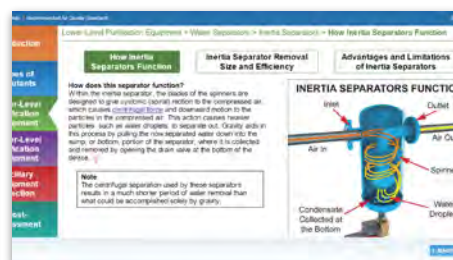 Lower-Level Purification Equipment > Water Separators > Inertia Separators > How Inertia Separators Function
How Inertia
Separators Function
Inertia Separator Removal
Size and Efficiency
Advantages and Limitations
of Inertia Separators
How does this separator function?
Within the inertia separator, the blades of the spinners are
designed to give cyclonic (spiral) motion to the compressed air,
which causes centrifugal force and downward motion to the
particles in the compressed air. This action causes heavier
particles, such as water droplets, to separate out. Gravity aids in
this process by pulling the now separated water down into the
sump, or bottom, portion of the separator, where it is collected
and removed by opening the drain valve at the bottom of the
device.
Note
The centrifugal separation used by these separators
results in a much shorter period of water removal than
what could be accomplished solely by gravity.
INERTIA SEPARATORS FUNCTIO
Inlet
Outlet
Air In
Air Ou
Spinne
Water
Drople
Condensate
Collected at
the Bottom